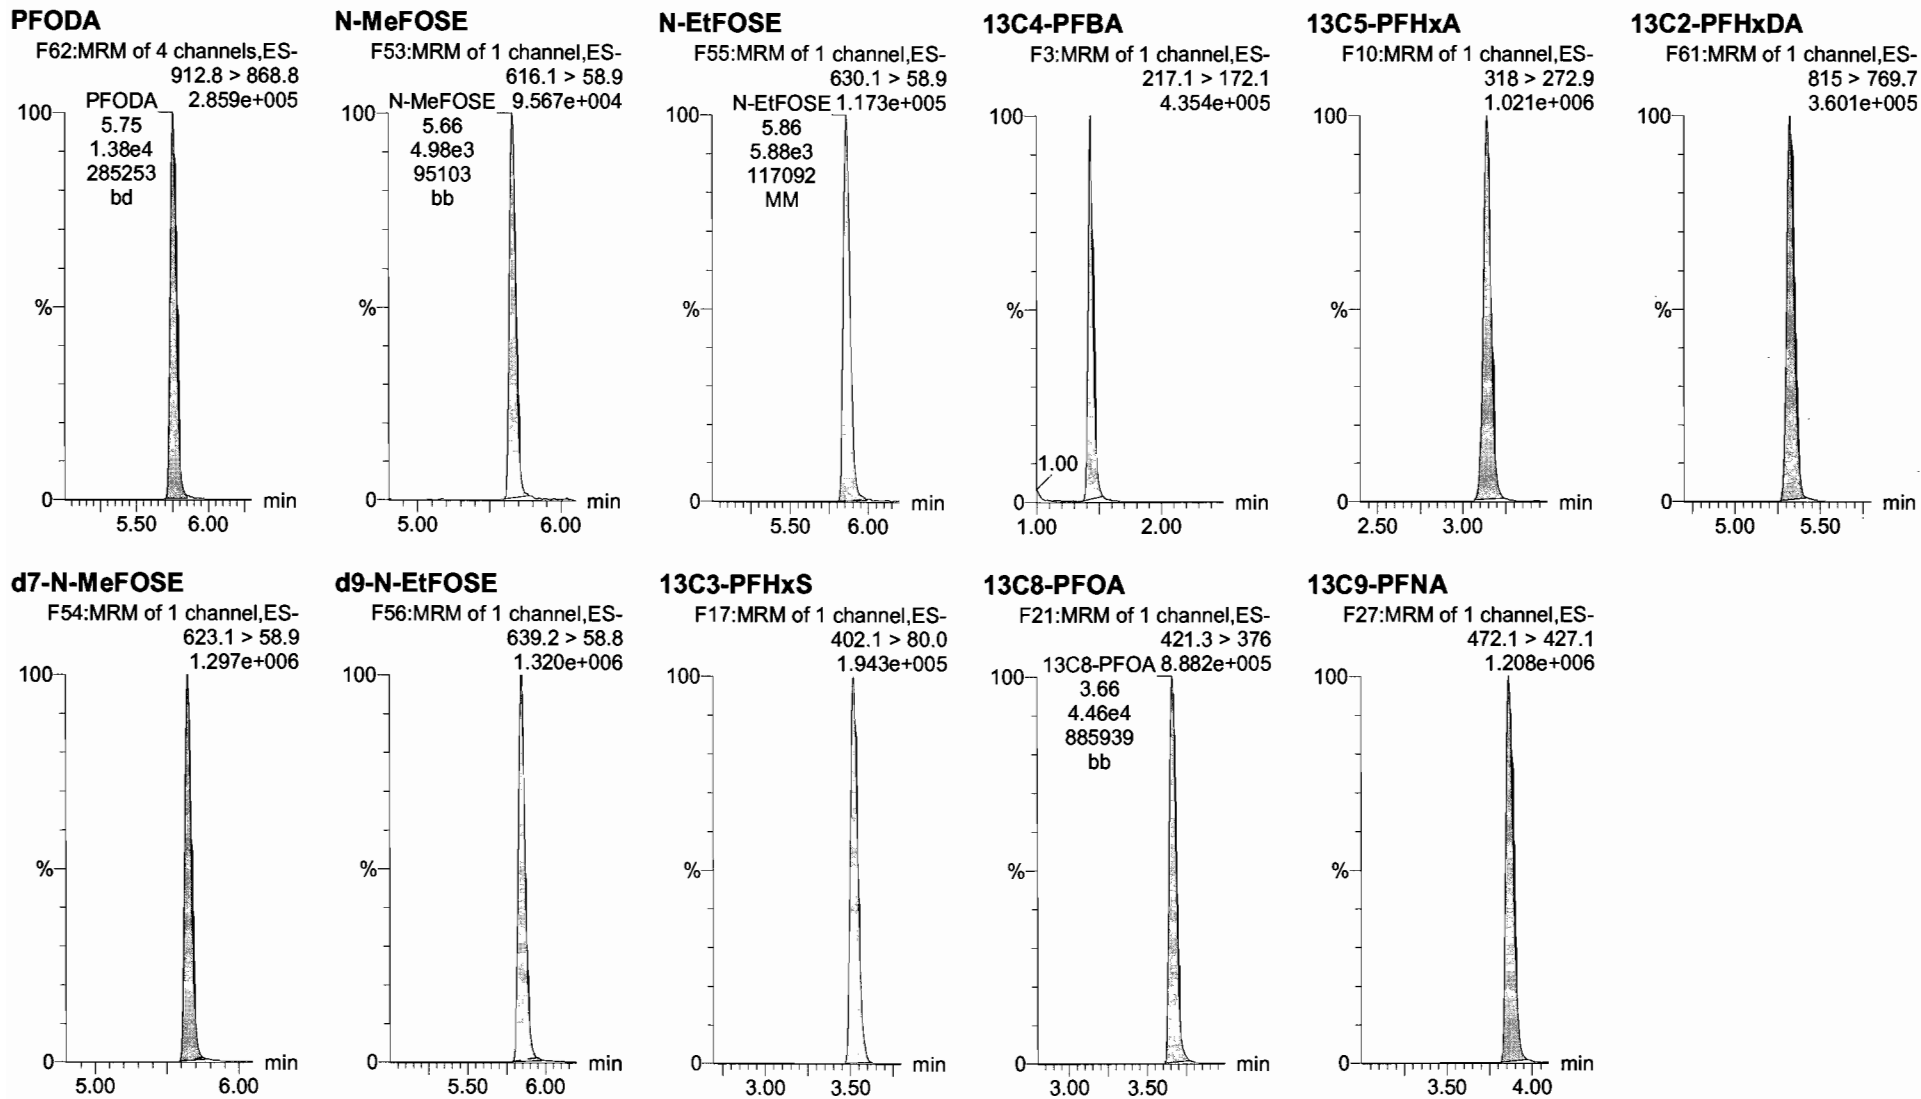 PFODA
F62:MRM of 4 channels,ES-
912.8 > 868.8
PFODA 2.859e+005
100
5.75
1.38e4
285253
bd
%
0
min
5.50 6.00
N-MeFOSE
F53:MRM of 1 channel,ES-
616.1 > 58.9
N-MeFOSE 9.567e+004
100
5.66
4.98e3
95103
bb
%
0
min
5.00 6.00
N-EtFOSE
F55:MRM of 1 channel,ES-
630.1 > 58.9
N-EtFOSE 1.173e+005
100
5.86
5.88e3
117092
MM
%
0
min
5.50 6.00
13C4-PFBA
F3:MRM of 1 channel,ES-
217.1 > 172.1
4.354e+005
100
%
1.00
0
min
1.00 2.00
13C5-PFHxA
F10:MRM of 1 channel,ES-
318 > 272.9
1.021e+006
100
%
0
min
2.50 3.00
13C2-PFHxDA
F61:MRM of 1 channel,ES-
815 > 769.7
3.601e+005
100
%
0
min
5.00 5.50
d7-N-MeFOSE
F54:MRM of 1 channel,ES-
623.1 > 58.9
1.297e+006
100
%
0
min
5.00 6.00
d9-N-EtFOSE
F56:MRM of 1 channel,ES-
639.2 > 58.8
1.320e+006
100
%
0
min
5.50 6.00
13C3-PFHxS
F17:MRM of 1 channel,ES-
402.1 > 80.0
1.943e+005
100
%
0
min
3.00 3.50
13C8-PFOA
F21:MRM of 1 channel,ES-
421.3 > 376
13C8-PFOA 8.882e+005
100
3.66
4.46e4
885939
bb
%
0
min
3.00 3.50
13C9-PFNA
F27:MRM of 1 channel,ES-
472.1 > 427.1
1.208e+006
100
%
0
min
3.50 4.00